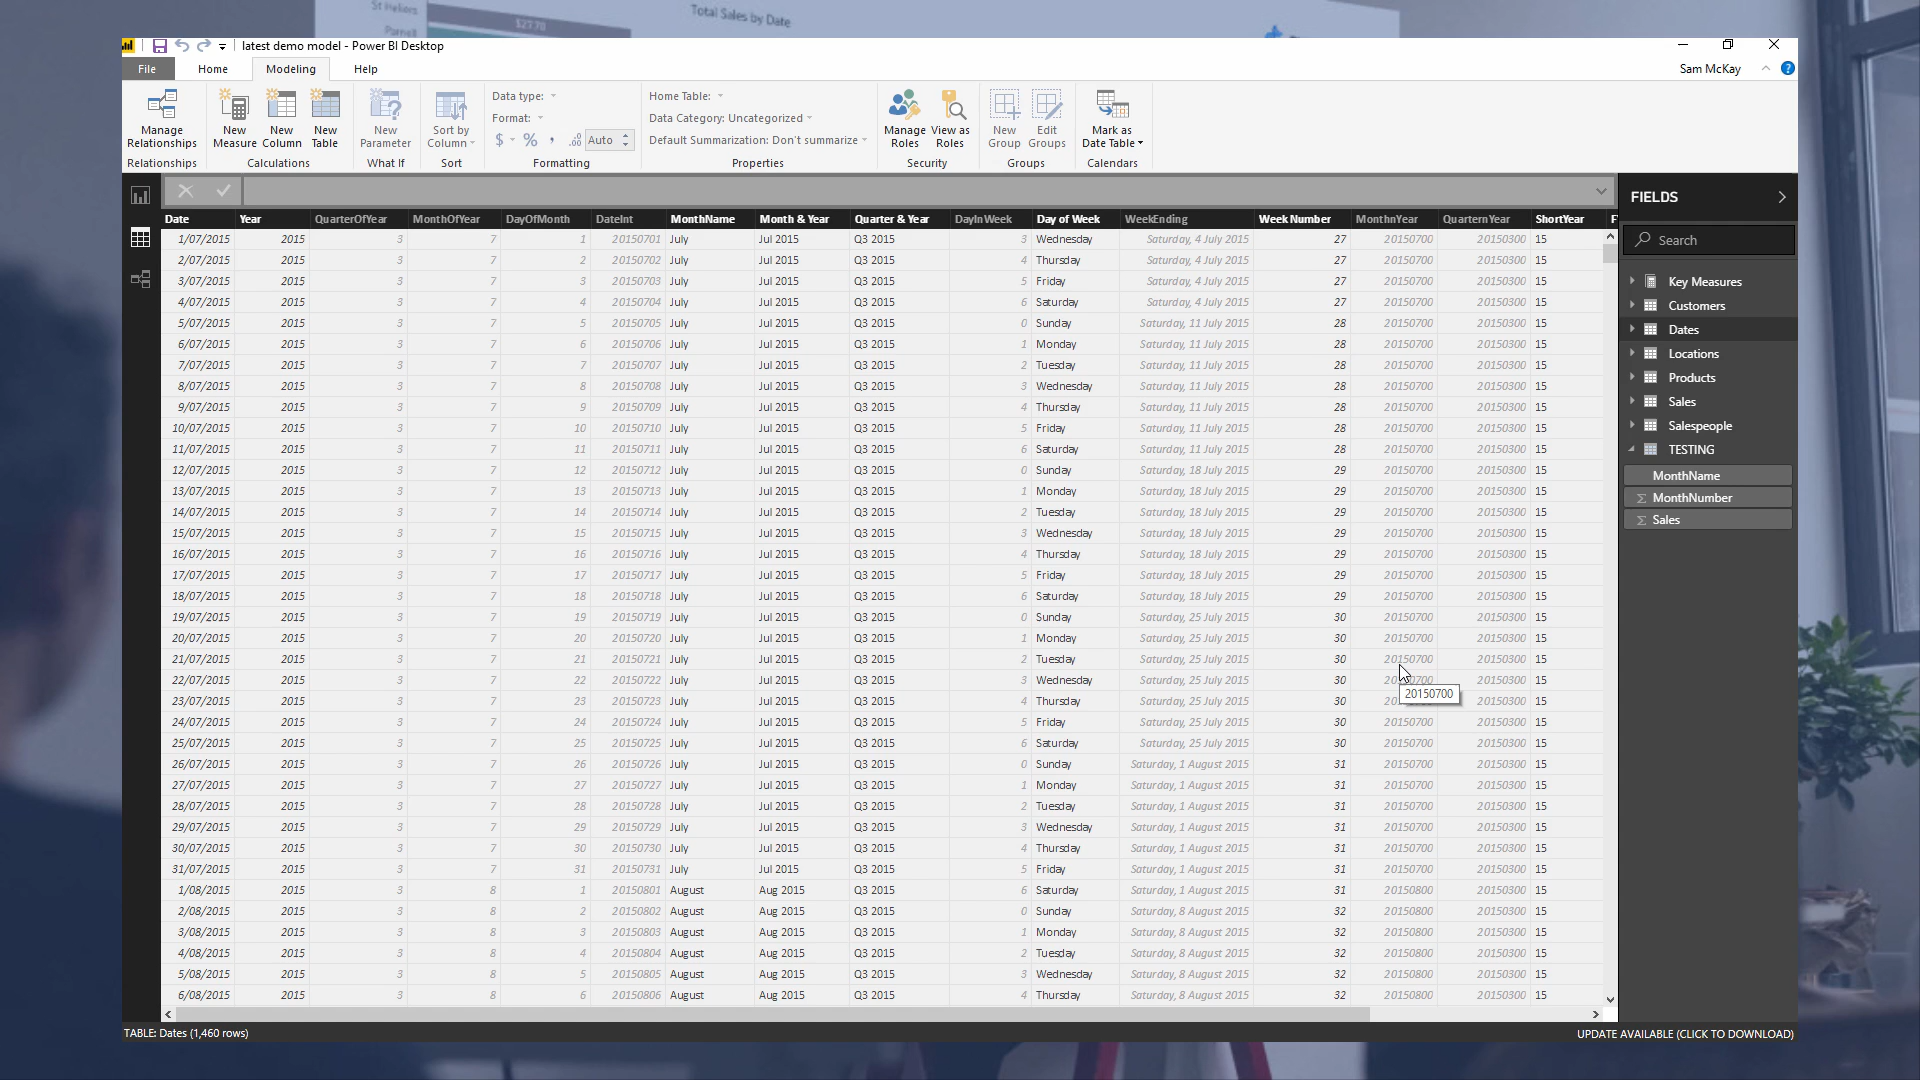 St Heliers
Parnell
$27.70
Total Sales by Date
latest demo model - Power BI Desktop
File Home Modeling Help Sam McKay
Manage Relationships
New Measure
New Column
New Table
New Parameter
Sort by Column
Data type:
Format:
$ % , .00 Auto
Home Table:
Data Category: Uncategorized
Default Summarization: Don't summarize
Manage Roles
View as Roles
New Group
Edit Groups
Mark as Date Table
Relationships Calculations What If Sort Formatting Properties Security Groups Calendars
Date Year QuarterOfYear MonthOfYear DayOfMonth DateInt MonthName Month & Year Quarter & Year DayInWeek Day of Week WeekEnding Week Number MonthnYear QuarternYear ShortYear F
1/07/2015 2015 3 7 1 20150701 July Jul 2015 Q3 2015 3 Wednesday Saturday, 4 July 2015 27 20150700 20150300 15
2/07/2015 2015 3 7 2 20150702 July Jul 2015 Q3 2015 4 Thursday Saturday, 4 July 2015 27 20150700 20150300 15
3/07/2015 2015 3 7 3 20150703 July Jul 2015 Q3 2015 5 Friday Saturday, 4 July 2015 27 20150700 20150300 15
4/07/2015 2015 3 7 4 20150704 July Jul 2015 Q3 2015 6 Saturday Saturday, 4 July 2015 27 20150700 20150300 15
5/07/2015 2015 3 7 5 20150705 July Jul 2015 Q3 2015 0 Sunday Saturday, 11 July 2015 28 20150700 20150300 15
6/07/2015 2015 3 7 6 20150706 July Jul 2015 Q3 2015 1 Monday Saturday, 11 July 2015 28 20150700 20150300 15
7/07/2015 2015 3 7 7 20150707 July Jul 2015 Q3 2015 2 Tuesday Saturday, 11 July 2015 28 20150700 20150300 15
8/07/2015 2015 3 7 8 20150708 July Jul 2015 Q3 2015 3 Wednesday Saturday, 11 July 2015 28 20150700 20150300 15
9/07/2015 2015 3 7 9 20150709 July Jul 2015 Q3 2015 4 Thursday Saturday, 11 July 2015 28 20150700 20150300 15
10/07/2015 2015 3 7 10 20150710 July Jul 2015 Q3 2015 5 Friday Saturday, 11 July 2015 28 20150700 20150300 15
11/07/2015 2015 3 7 11 20150711 July Jul 2015 Q3 2015 6 Saturday Saturday, 11 July 2015 28 20150700 20150300 15
12/07/2015 2015 3 7 12 20150712 July Jul 2015 Q3 2015 0 Sunday Saturday, 18 July 2015 29 20150700 20150300 15
13/07/2015 2015 3 7 13 20150713 July Jul 2015 Q3 2015 1 Monday Saturday, 18 July 2015 29 20150700 20150300 15
14/07/2015 2015 3 7 14 20150714 July Jul 2015 Q3 2015 2 Tuesday Saturday, 18 July 2015 29 20150700 20150300 15
15/07/2015 2015 3 7 15 20150715 July Jul 2015 Q3 2015 3 Wednesday Saturday, 18 July 2015 29 20150700 20150300 15
16/07/2015 2015 3 7 16 20150716 July Jul 2015 Q3 2015 4 Thursday Saturday, 18 July 2015 29 20150700 20150300 15
17/07/2015 2015 3 7 17 20150717 July Jul 2015 Q3 2015 5 Friday Saturday, 18 July 2015 29 20150700 20150300 15
18/07/2015 2015 3 7 18 20150718 July Jul 2015 Q3 2015 6 Saturday Saturday, 18 July 2015 29 20150700 20150300 15
19/07/2015 2015 3 7 19 20150719 July Jul 2015 Q3 2015 0 Sunday Saturday, 25 July 2015 30 20150700 20150300 15
20/07/2015 2015 3 7 20 20150720 July Jul 2015 Q3 2015 1 Monday Saturday, 25 July 2015 30 20150700 20150300 15
21/07/2015 2015 3 7 21 20150721 July Jul 2015 Q3 2015 2 Tuesday Saturday, 25 July 2015 30 20150700 20150300 15
22/07/2015 2015 3 7 22 20150722 July Jul 2015 Q3 2015 3 Wednesday Saturday, 25 July 2015 30 20150700 20150300 15
20150700
23/07/2015 2015 3 7 23 20150723 July Jul 2015 Q3 2015 4 Thursday Saturday, 25 July 2015 30 20150300 15
24/07/2015 2015 3 7 24 20150724 July Jul 2015 Q3 2015 5 Friday Saturday, 25 July 2015 30 20150700 20150300 15
25/07/2015 2015 3 7 25 20150725 July Jul 2015 Q3 2015 6 Saturday Saturday, 25 July 2015 30 20150700 20150300 15
26/07/2015 2015 3 7 26 20150726 July Jul 2015 Q3 2015 0 Sunday Saturday, 1 August 2015 31 20150700 20150300 15
27/07/2015 2015 3 7 27 20150727 July Jul 2015 Q3 2015 1 Monday Saturday, 1 August 2015 31 20150700 20150300 15
28/07/2015 2015 3 7 28 20150728 July Jul 2015 Q3 2015 2 Tuesday Saturday, 1 August 2015 31 20150700 20150300 15
29/07/2015 2015 3 7 29 20150729 July Jul 2015 Q3 2015 3 Wednesday Saturday, 1 August 2015 31 20150700 20150300 15
30/07/2015 2015 3 7 30 20150730 July Jul 2015 Q3 2015 4 Thursday Saturday, 1 August 2015 31 20150700 20150300 15
31/07/2015 2015 3 7 31 20150731 July Jul 2015 Q3 2015 5 Friday Saturday, 1 August 2015 31 20150700 20150300 15
1/08/2015 2015 3 8 1 20150801 August Aug 2015 Q3 2015 6 Saturday Saturday, 1 August 2015 31 20150800 20150300 15
2/08/2015 2015 3 8 2 20150802 August Aug 2015 Q3 2015 0 Sunday Saturday, 8 August 2015 32 20150800 20150300 15
3/08/2015 2015 3 8 3 20150803 August Aug 2015 Q3 2015 1 Monday Saturday, 8 August 2015 32 20150800 20150300 15
4/08/2015 2015 3 8 4 20150804 August Aug 2015 Q3 2015 2 Tuesday Saturday, 8 August 2015 32 20150800 20150300 15
5/08/2015 2015 3 8 5 20150805 August Aug 2015 Q3 2015 3 Wednesday Saturday, 8 August 2015 32 20150800 20150300 15
6/08/2015 2015 3 8 6 20150806 August Aug 2015 Q3 2015 4 Thursday Saturday, 8 August 2015 32 20150800 20150300 15
FIELDS
Search
Key Measures
Customers
Dates
Locations
Products
Sales
Salespeople
TESTING
MonthName
Σ MonthNumber
Σ Sales
TABLE: Dates (1,460 rows)
UPDATE AVAILABLE (CLICK TO DOWNLOAD)